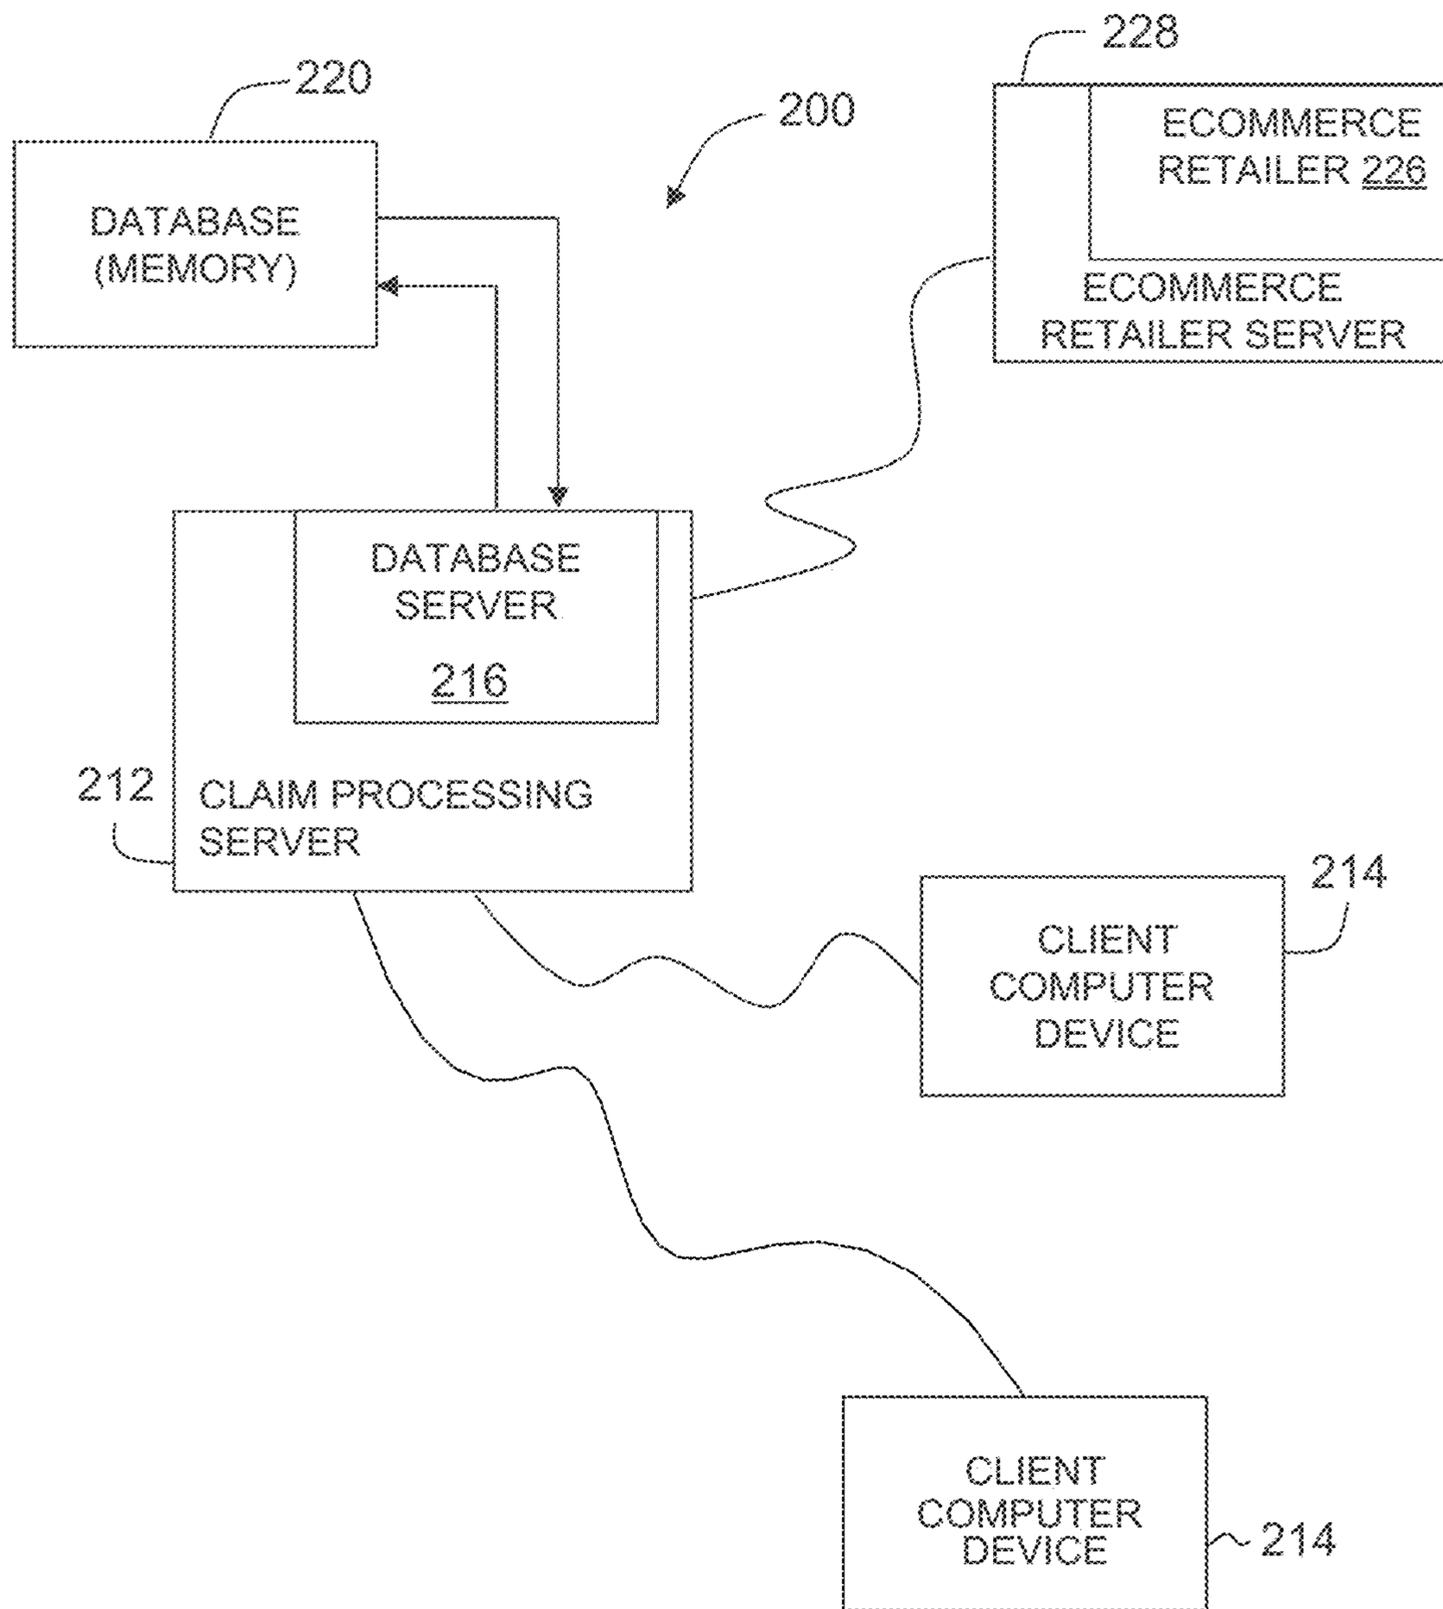 228
220
200
ECOMMERCE
RETAILER 226
DATABASE
(MEMORY)
ECOMMERCE
RETAILER SERVER
DATABASE
SERVER
216
212
CLAIM PROCESSING
SERVER
214
CLIENT
COMPUTER
DEVICE
CLIENT
COMPUTER
DEVICE
214